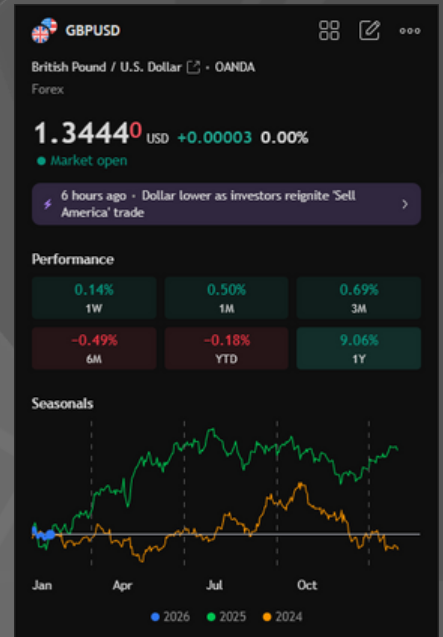 GBPUSD
British Pound / U.S. Dollar • OANDA
Forex
1.34440 USD +0.00003 0.00%
Market open
6 hours ago • Dollar lower as investors reignite 'Sell
America' trade
Performance
0.14% 0.50% 0.69%
1W 1M 3M
−0.49% −0.18% 9.06%
6M YTD 1Y
Seasonals
Jan Apr Jul Oct
2026 2025 2024